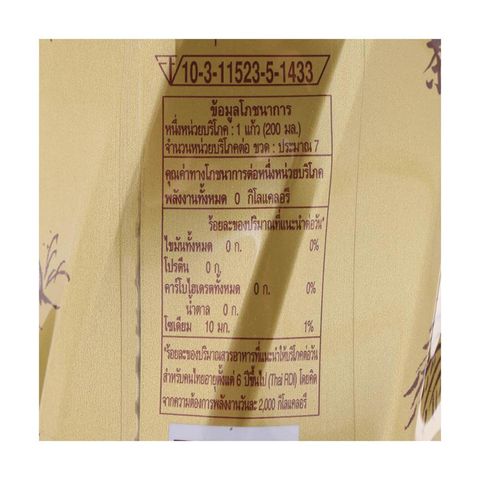 10-3-11523-5-1433
ข้อมูลโภชนาการ
หนึ่งหน่วยบริโภค : 1 แก้ว (200 มล.)
จำนวนหน่วยบริโภคต่อ ขวด : ประมาณ 7
คุณค่าทางโภชนาการต่อหนึ่งหน่วยบริโภค
พลังงานทั้งหมด 0 กิโลแคลอรี
ร้อยละของปริมาณที่แนะนำต่อวัน*
ไขมันทั้งหมด 0 ก. 0%
โปรตีน 0 ก.
คาร์โบไฮเดรตทั้งหมด 0 ก. 0%
น้ำตาล 0 ก.
โซเดียม 10 มก. 1%
*ร้อยละของปริมาณสารอาหารที่แนะนำให้บริโภคต่อวัน
สำหรับคนไทยอายุตั้งแต่ 6 ปีขึ้นไป (Thai RDI) โดยคิด
จากความต้องการพลังงานวันละ 2,000 กิโลแคลอรี